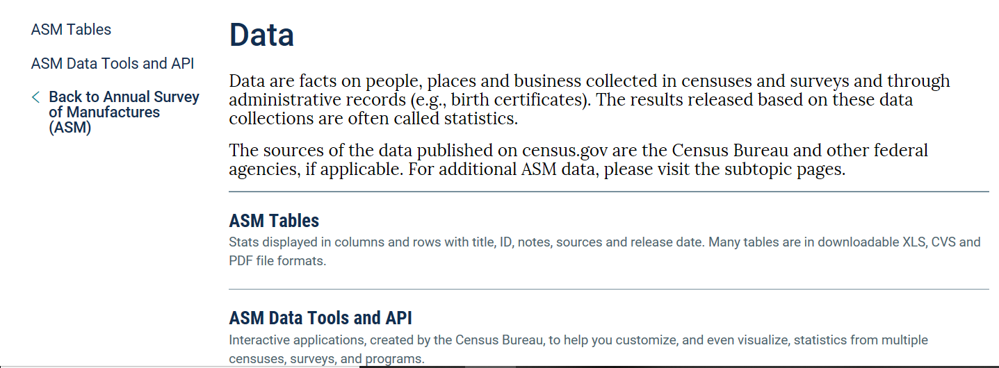 ASM Tables
ASM Data Tools and API
Back to Annual Survey
of Manufactures
(ASM)
Data
Data are facts on people, places and business collected in censuses and surveys and through
administrative records (e.g., birth certificates). The results released based on these data
collections are often called statistics.
The sources of the data published on census.gov are the Census Bureau and other federal
agencies, if applicable. For additional ASM data, please visit the subtopic pages.
ASM Tables
Stats displayed in columns and rows with title, ID, notes, sources and release date. Many tables are in downloadable XLS, CVS and
PDF file formats.
ASM Data Tools and API
Interactive applications, created by the Census Bureau, to help you customize, and even visualize, statistics from multiple
censuses, surveys, and programs.